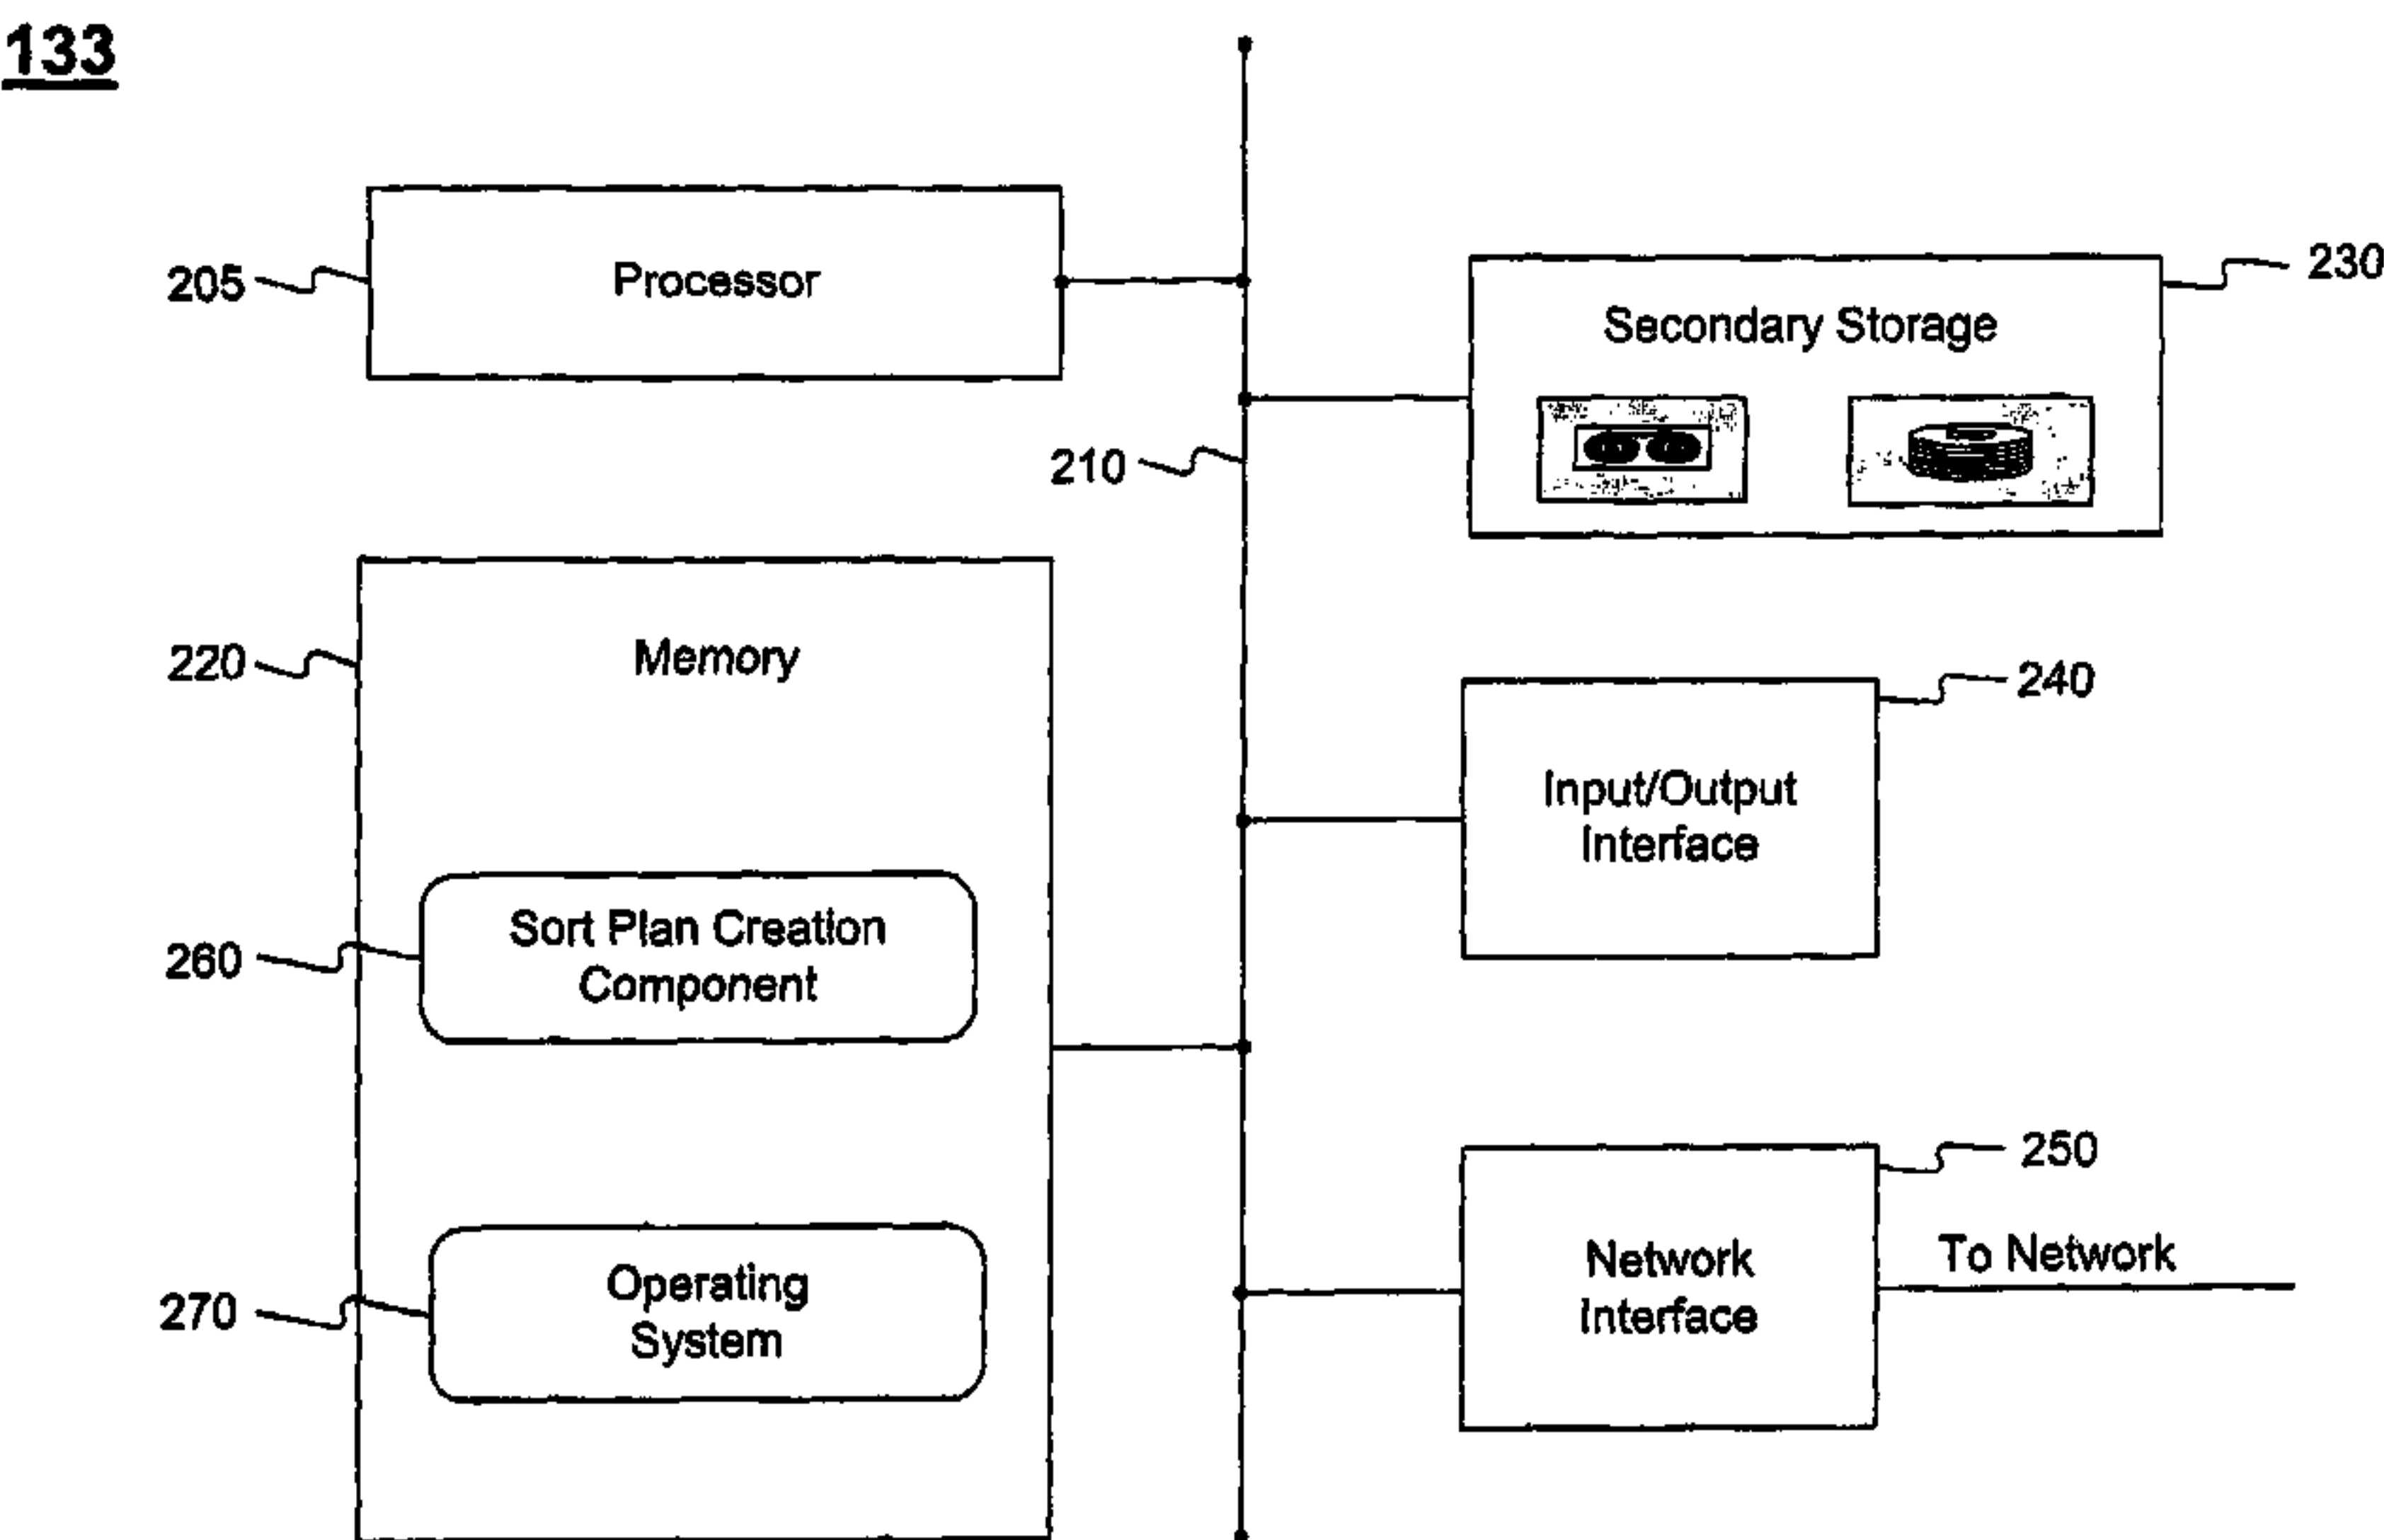 133
205
Processor
230
Secondary Storage
210
220
Memory
240
Input/Output
Interface
260
Sort Plan Creation
Component
250
Network
Interface
To Network
270
Operating
System